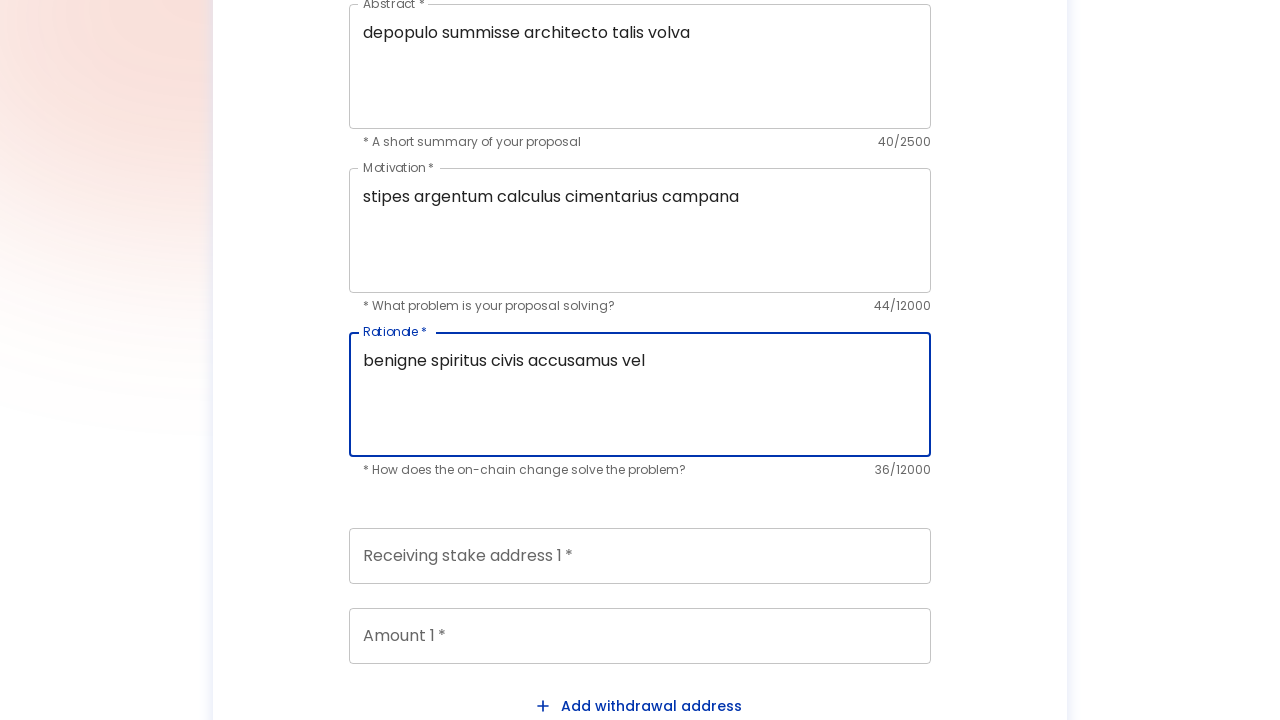 Abstract *
depopulo summisse architecto talis volva
* A short summary of your proposal 40/2500
Motivation *
stipes argentum calculus cimentarius campana
* What problem is your proposal solving? 44/12000
Rationale *
benigne spiritus civis accusamus vel
* How does the on-chain change solve the problem? 36/12000
Receiving stake address 1 *
Amount 1 *
+ Add withdrawal address